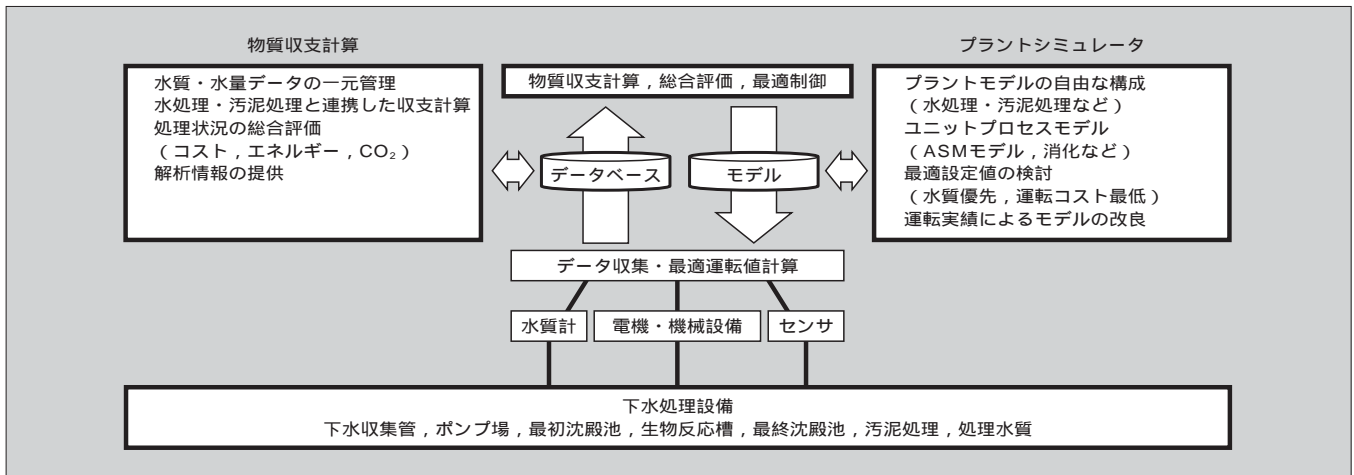 物質収支計算
水質・水量データの一元管理
水処理・汚泥処理と連携した収支計算
処理状況の総合評価
（コスト，エネルギー，CO₂）
解析情報の提供
物質収支計算，総合評価，最適制御
データベース
モデル
プラントシミュレータ
プラントモデルの自由な構成
（水処理・汚泥処理など）
ユニットプロセスモデル
（ASMモデル，消化など）
最適設定値の検討
（水質優先，運転コスト最低）
運転実績によるモデルの改良
データ収集・最適運転値計算
水質計
電機・機械設備
センサ
下水処理設備
下水収集管，ポンプ場，最初沈殿池，生物反応槽，最終沈殿池，汚泥処理，処理水質